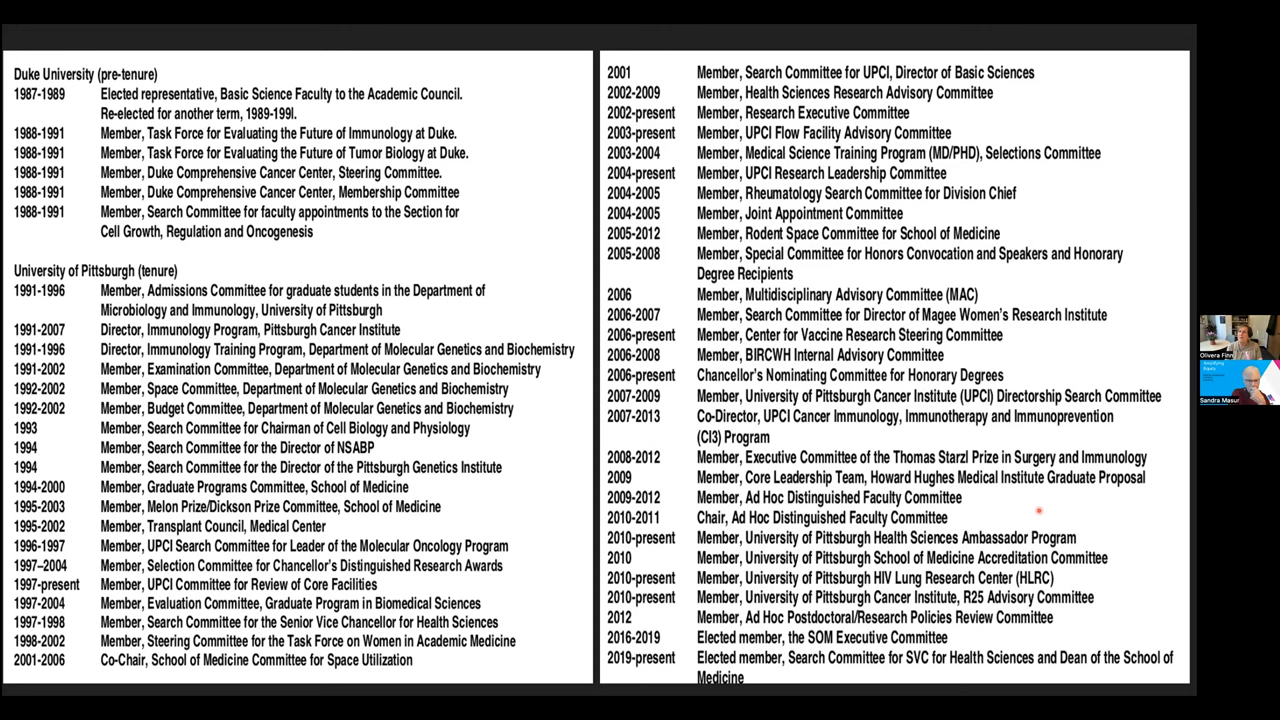 Duke University (pre-tenure)
1987-1989 Elected representative, Basic Science Faculty to the Academic Council.
Re-elected for another term, 1989-199l.
1988-1991 Member, Task Force for Evaluating the Future of Immunology at Duke.
1988-1991 Member, Task Force for Evaluating the Future of Tumor Biology at Duke.
1988-1991 Member, Duke Comprehensive Cancer Center, Steering Committee.
1988-1991 Member, Duke Comprehensive Cancer Center, Membership Committee
1988-1991 Member, Search Committee for faculty appointments to the Section for
Cell Growth, Regulation and Oncogenesis
University of Pittsburgh (tenure)
1991-1996 Member, Admissions Committee for graduate students in the Department of
Microbiology and Immunology, University of Pittsburgh
1991-2007 Director, Immunology Program, Pittsburgh Cancer Institute
1991-1996 Director, Immunology Training Program, Department of Molecular Genetics and Biochemistry
1991-2002 Member, Examination Committee, Department of Molecular Genetics and Biochemistry
1992-2002 Member, Space Committee, Department of Molecular Genetics and Biochemistry
1992-2002 Member, Budget Committee, Department of Molecular Genetics and Biochemistry
1993 Member, Search Committee for Chairman of Cell Biology and Physiology
1994 Member, Search Committee for the Director of NSABP
1994 Member, Search Committee for the Director of the Pittsburgh Genetics Institute
1994-2000 Member, Graduate Programs Committee, School of Medicine
1995-2003 Member, Melon Prize/Dickson Prize Committee, School of Medicine
1995-2002 Member, Transplant Council, Medical Center
1996-1997 Member, UPCI Search Committee for Leader of the Molecular Oncology Program
1997–2004 Member, Selection Committee for Chancellor's Distinguished Research Awards
1997-present Member, UPCI Committee for Review of Core Facilities
1997-2004 Member, Evaluation Committee, Graduate Program in Biomedical Sciences
1997-1998 Member, Search Committee for the Senior Vice Chancellor for Health Sciences
1998-2002 Member, Steering Committee for the Task Force on Women in Academic Medicine
2001-2006 Co-Chair, School of Medicine Committee for Space Utilization
2001 Member, Search Committee for UPCI, Director of Basic Sciences
2002-2009 Member, Health Sciences Research Advisory Committee
2002-present Member, Research Executive Committee
2003-present Member, UPCI Flow Facility Advisory Committee
2003-2004 Member, Medical Science Training Program (MD/PHD), Selections Committee
2004-present Member, UPCI Research Leadership Committee
2004-2005 Member, Rheumatology Search Committee for Division Chief
2004-2005 Member, Joint Appointment Committee
2005-2012 Member, Rodent Space Committee for School of Medicine
2005-2008 Member, Special Committee for Honors Convocation and Speakers and Honorary
Degree Recipients
2006 Member, Multidisciplinary Advisory Committee (MAC)
2006-2007 Member, Search Committee for Director of Magee Women's Research Institute
2006-present Member, Center for Vaccine Research Steering Committee
2006-2008 Member, BIRCWH Internal Advisory Committee
2006-present Chancellor's Nominating Committee for Honorary Degrees
2007-2009 Member, University of Pittsburgh Cancer Institute (UPCI) Directorship Search Committee
2007-2013 Co-Director, UPCI Cancer Immunology, Immunotherapy and Immunoprevention
(CI3) Program
2008-2012 Member, Executive Committee of the Thomas Starzl Prize in Surgery and Immunology
2009 Member, Core Leadership Team, Howard Hughes Medical Institute Graduate Proposal
2009-2012 Member, Ad Hoc Distinguished Faculty Committee
2010-2011 Chair, Ad Hoc Distinguished Faculty Committee
2010-present Member, University of Pittsburgh Health Sciences Ambassador Program
2010 Member, University of Pittsburgh School of Medicine Accreditation Committee
2010-present Member, University of Pittsburgh HIV Lung Research Center (HLRC)
2010-present Member, University of Pittsburgh Cancer Institute, R25 Advisory Committee
2012 Member, Ad Hoc Postdoctoral/Research Policies Review Committee
2016-2019 Elected member, the SOM Executive Committee
2019-present Elected member, Search Committee for SVC for Health Sciences and Dean of the School of
Medicine
Olivera Finn
Equity
Sandra Masur